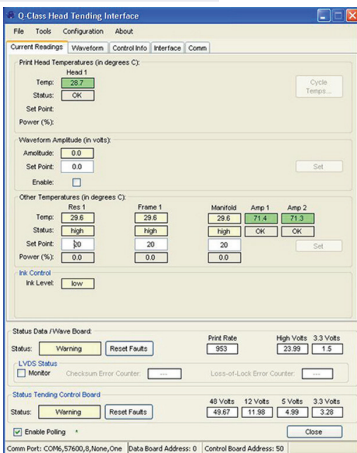 Q-Class Head Tending Interface
File Tools Configuration About
Current Readings Waveform Control Info Interface Comm
Print Head Temperatures (in degrees C):
Head 1
Temp: 28.7
Cycle Temps...
Status: OK
Set Point:
Power (%):
Waveform Amplitude (in volts):
Amplitude: 0.0
Set Point: 0.0 Set
Enable:
Other Temperatures (in degrees C):
Res 1 Frame 1 Manifold Amp 1 Amp 2
Temp: 29.6 29.6 29.6 71.4 71.3
Status: high high high OK OK
Set Point: 20 20 20 Set
Power (%): 0.0 0.0 0.0
Ink Control
Ink Level: low
Status Data /Wave Board:
Print Rate High Volts 3.3 Volts
Status: Warning Reset Faults 953 23.99 1.5
LVDS Status
Monitor Checksum Error Counter: --- Loss-of-Lock Error Counter: ---
Status Tending Control Board
48 Volts 12 Volts 5 Volts 3.3 Volts
Status: Warning Reset Faults 49.67 11.98 4.99 3.28
Enable Polling * Close
Comm Port: COM6,57600,8,None,One Data Board Address: 0 Control Board Address: 50